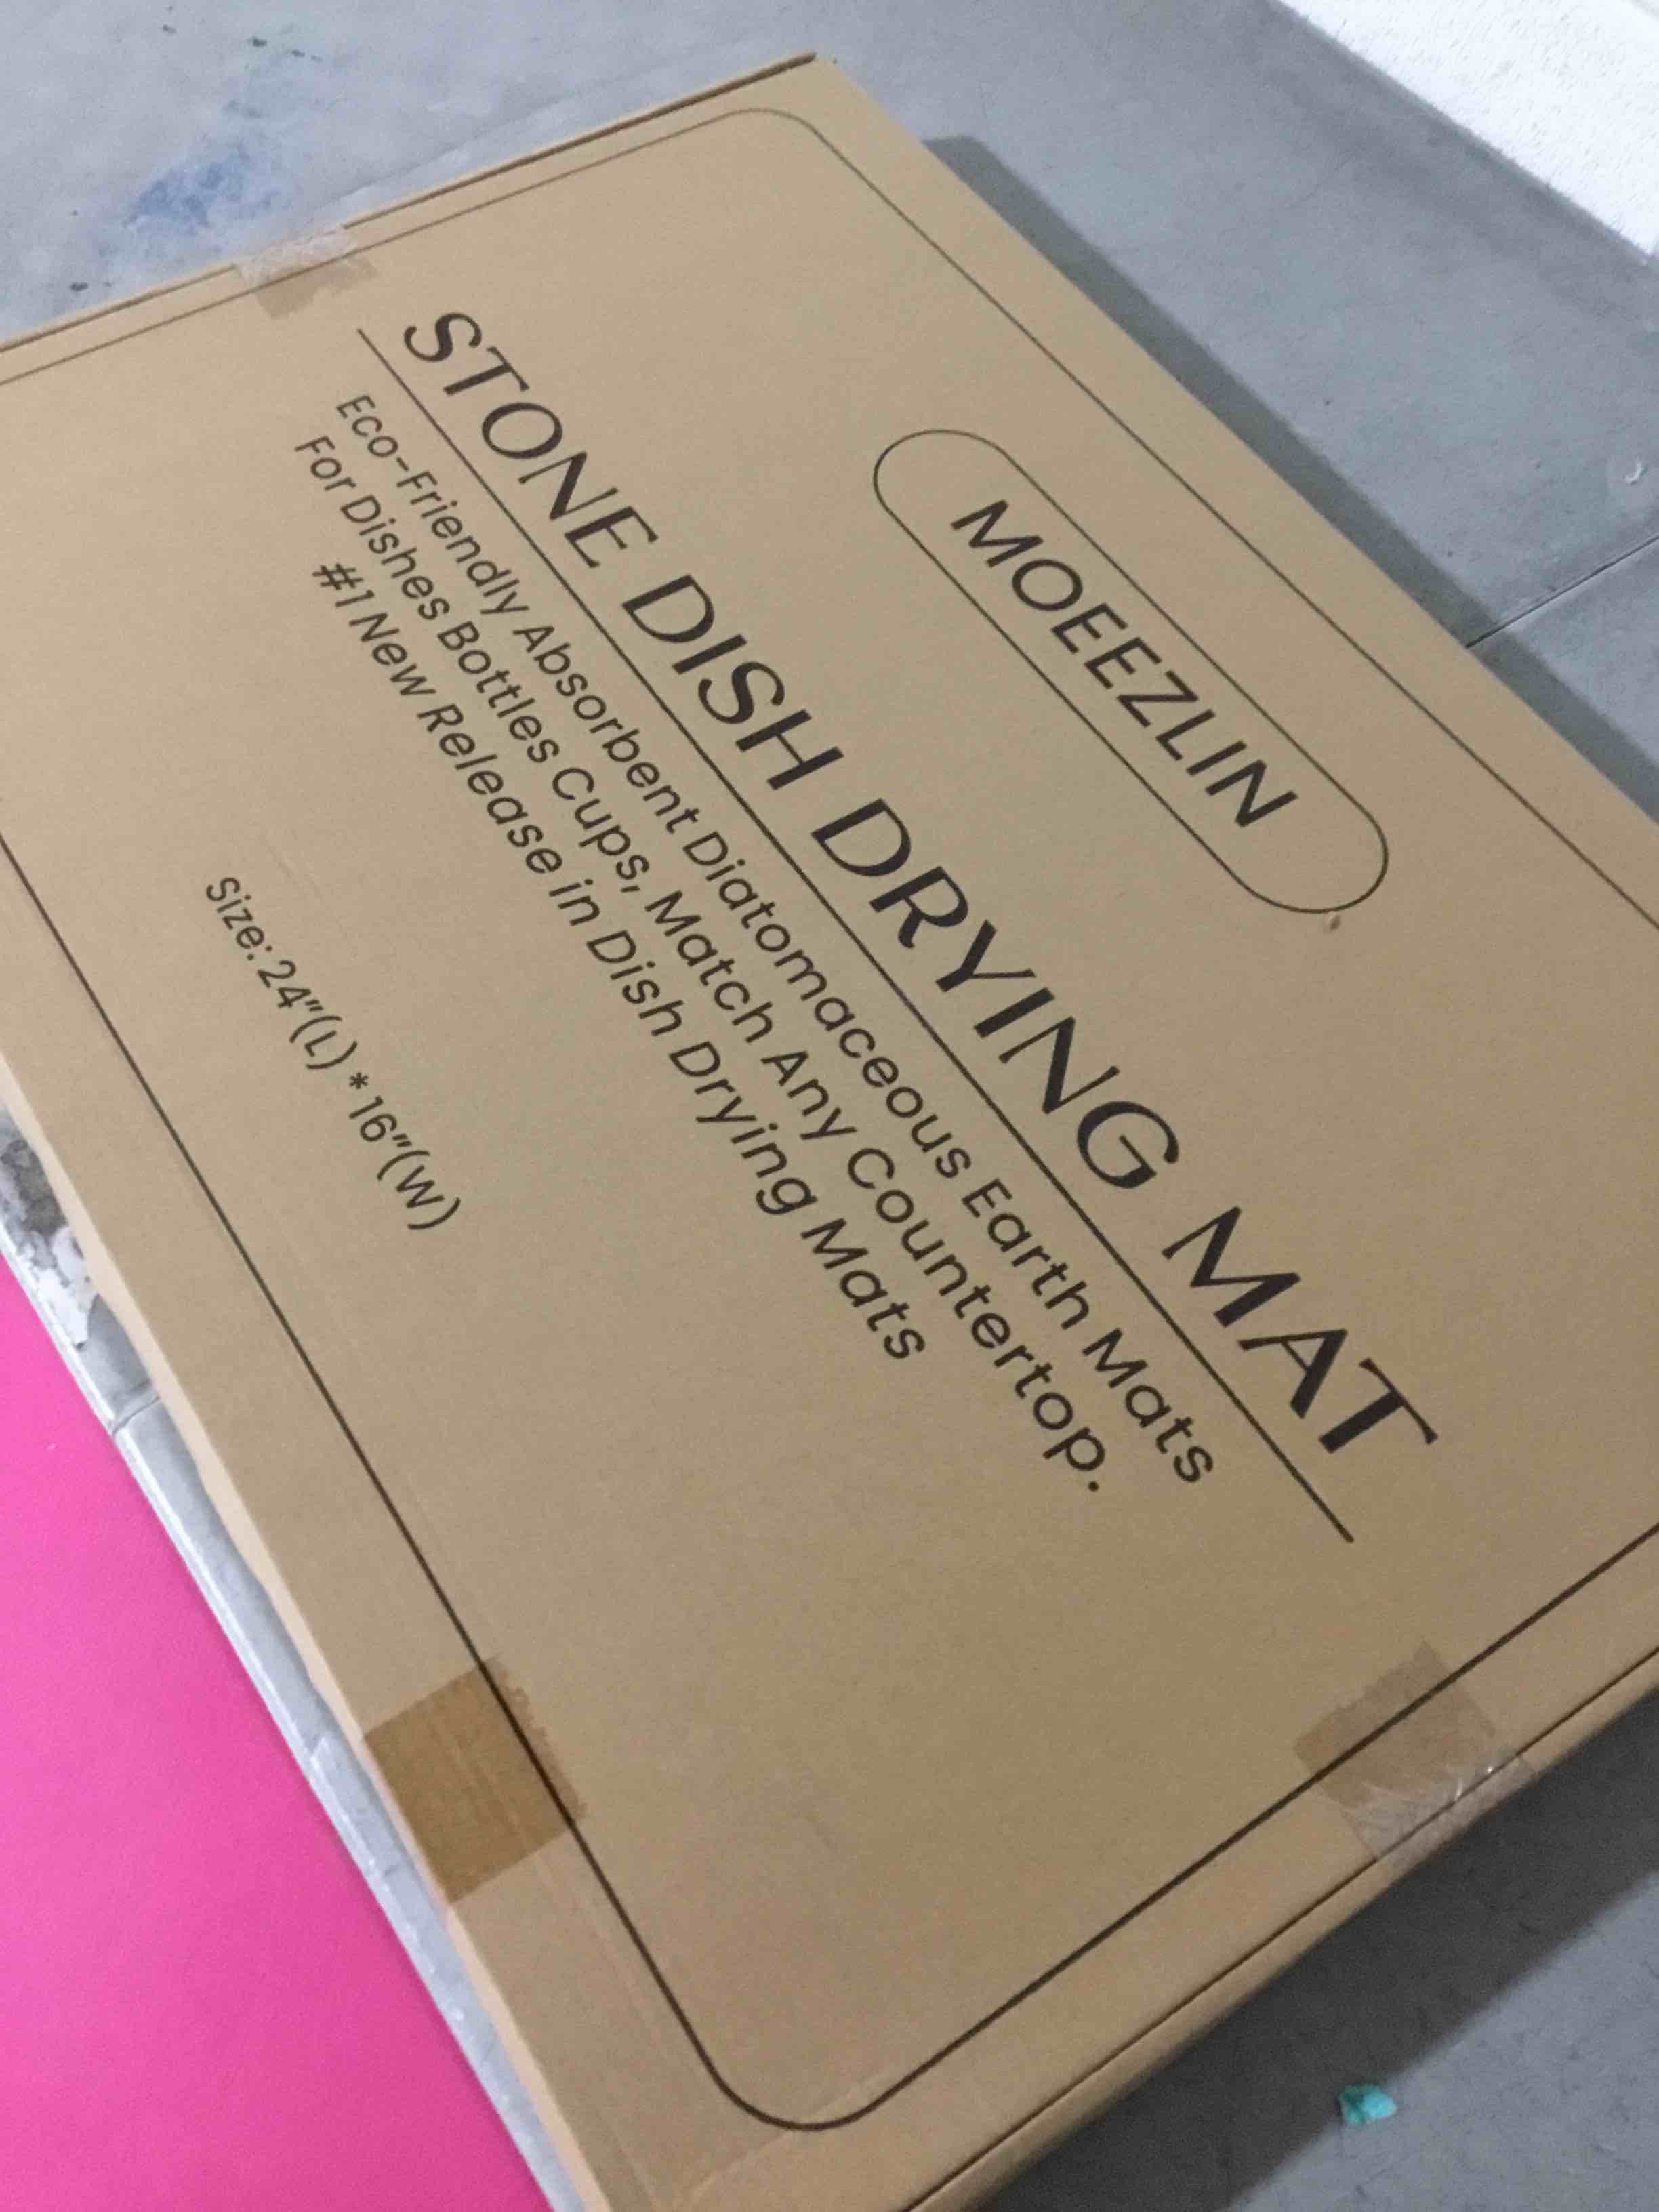 MOEEZLIN
STONE DISH DRYING MAT
Eco-Friendly Absorbent Diatomaceous Earth Mats
For Dishes Bottles Cups, Match Any Countertop.
#1 New Release in Dish Drying Mats
Size: 24"(L) * 16"(W)